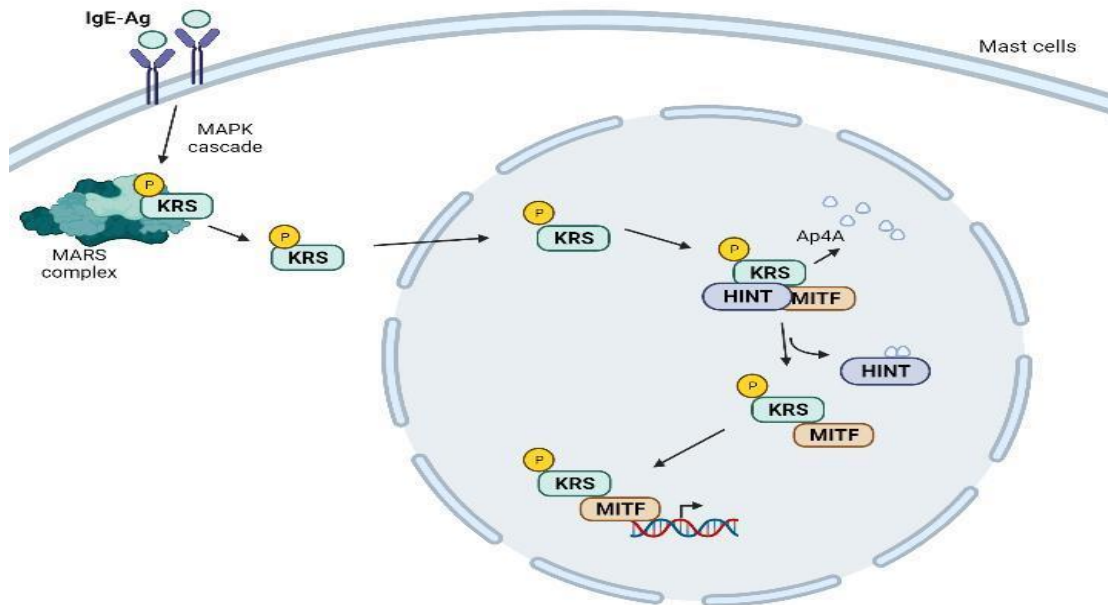 IgE-Ag
Mast cells
MAPK
cascade
P
KRS
MARS
complex
P
KRS
P
KRS
Ap4A
P
KRS
HINT
MITF
HINT
P
KRS
MITF
P
KRS
MITF